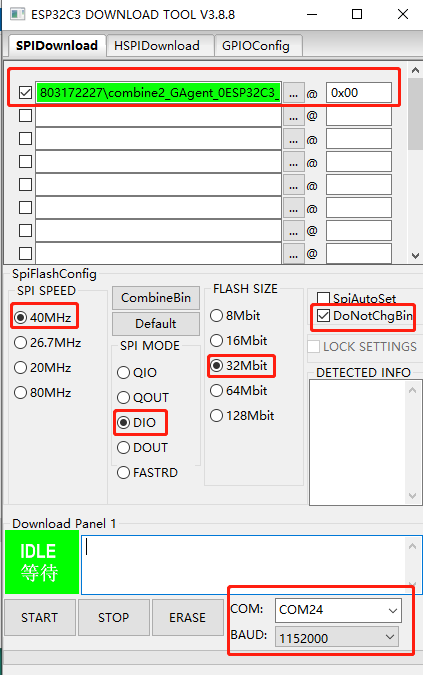 ESP32C3 DOWNLOAD TOOL V3.8.8
SPIDownload HSPIDownload GPIOConfig
803172227\combine2_GAgent_0ESP32C3_ ... @ 0x00
... @
... @
... @
... @
... @
... @
SpiFlashConfig
SPI SPEED
40MHz
26.7MHz
20MHz
80MHz
CombineBin
Default
SPI MODE
QIO
QOUT
DIO
DOUT
FASTRD
FLASH SIZE
8Mbit
16Mbit
32Mbit
64Mbit
128Mbit
SpiAutoSet
DoNotChgBin
LOCK SETTINGS
DETECTED INFO
Download Panel 1
IDLE
等待
START STOP ERASE
COM: COM24
BAUD: 1152000